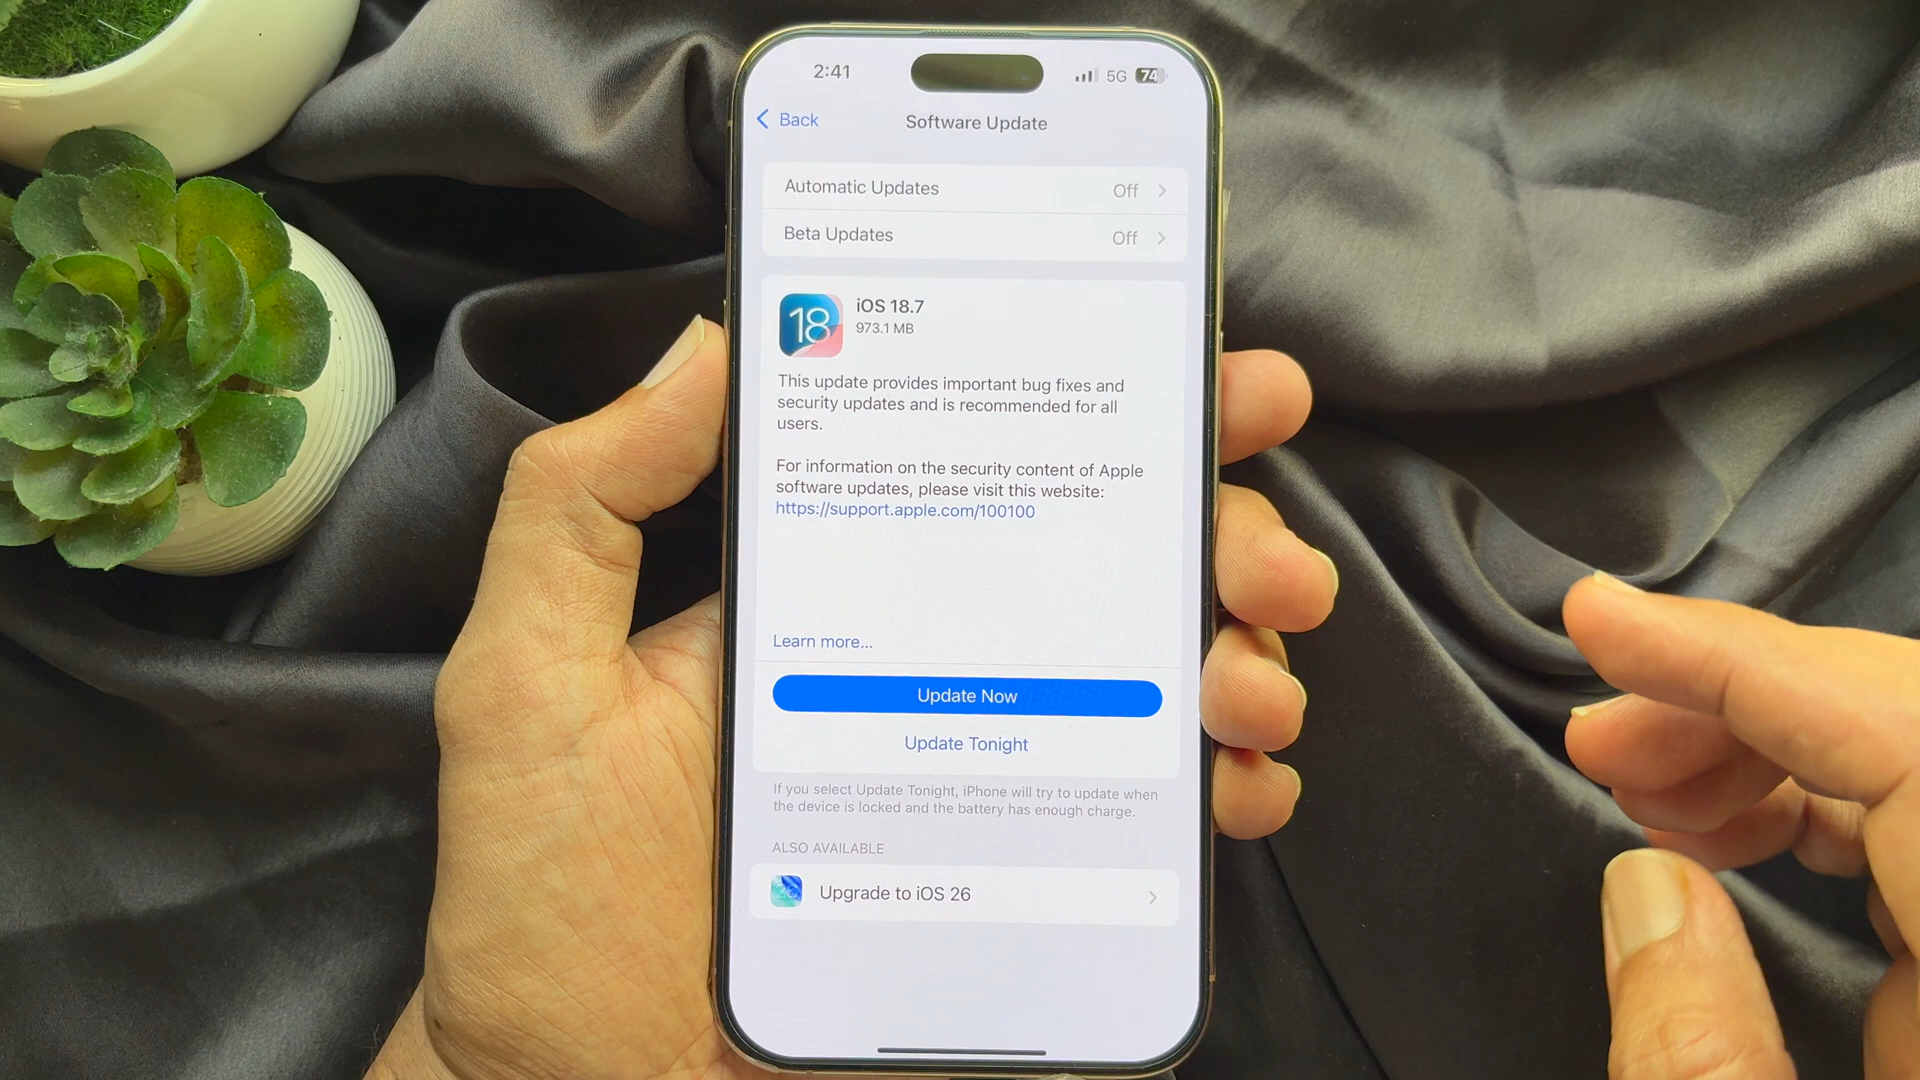 2:41
5G 74
Back
Software Update
Automatic Updates Off
Beta Updates Off
18
iOS 18.7
973.1 MB
This update provides important bug fixes and
security updates and is recommended for all
users.
For information on the security content of Apple
software updates, please visit this website:
https://support.apple.com/100100
Learn more...
Update Now
Update Tonight
If you select Update Tonight, iPhone will try to update when
the device is locked and the battery has enough charge.
ALSO AVAILABLE
26
Upgrade to iOS 26